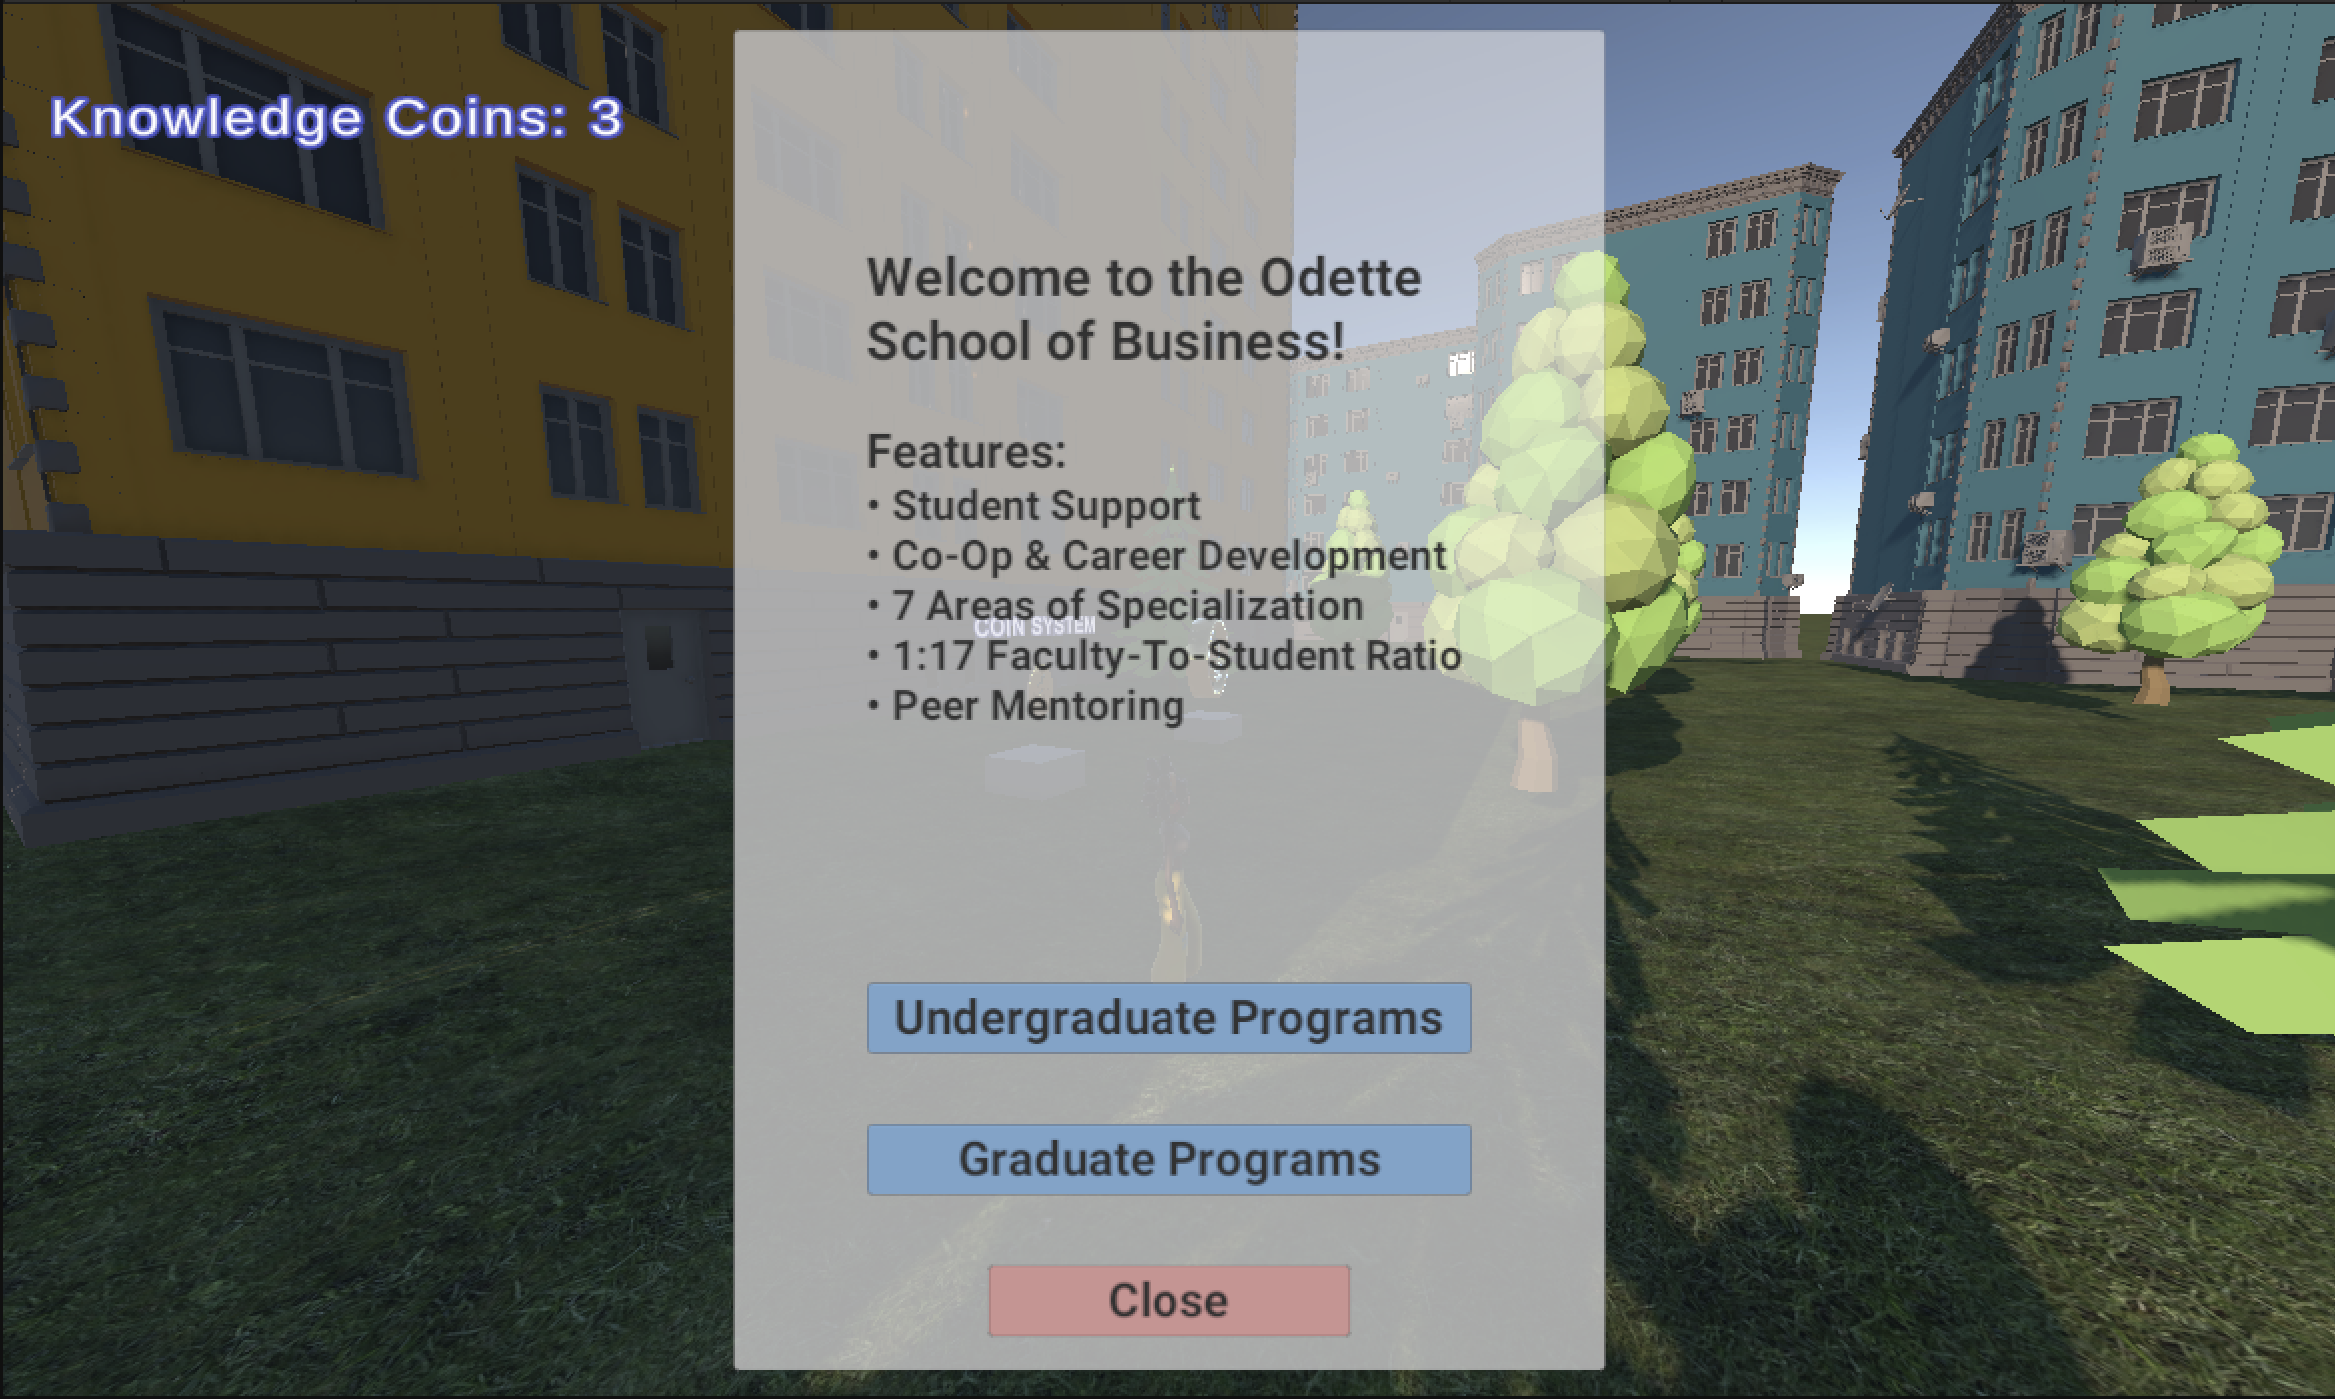 Knowledge Coins: 3
Welcome to the Odette
School of Business!
Features:
• Student Support
• Co-Op & Career Development
• 7 Areas of Specialization
COIN SYSTEM
• 1:17 Faculty-To-Student Ratio
• Peer Mentoring
Undergraduate Programs
Graduate Programs
Close